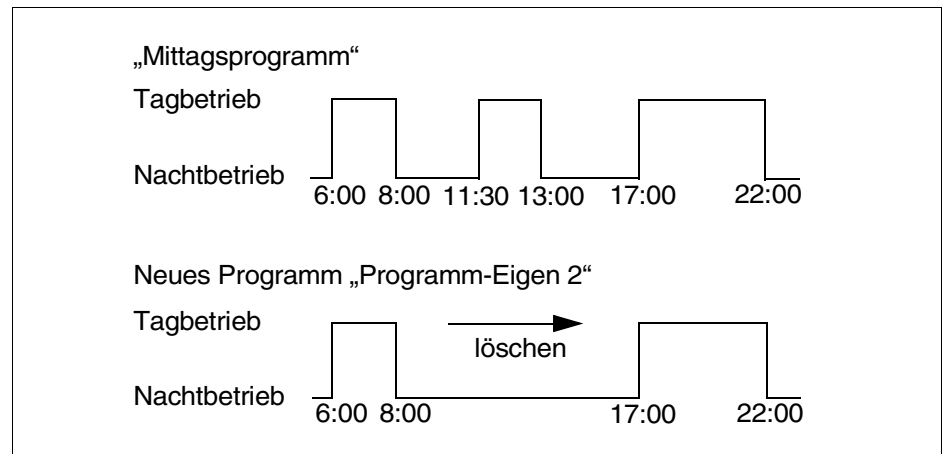 „Mittagsprogramm“
Tagbetrieb
Nachtbetrieb
6:00 8:00 11:30 13:00 17:00 22:00
Neues Programm „Programm-Eigen 2“
Tagbetrieb
löschen
Nachtbetrieb
6:00 8:00 17:00 22:00